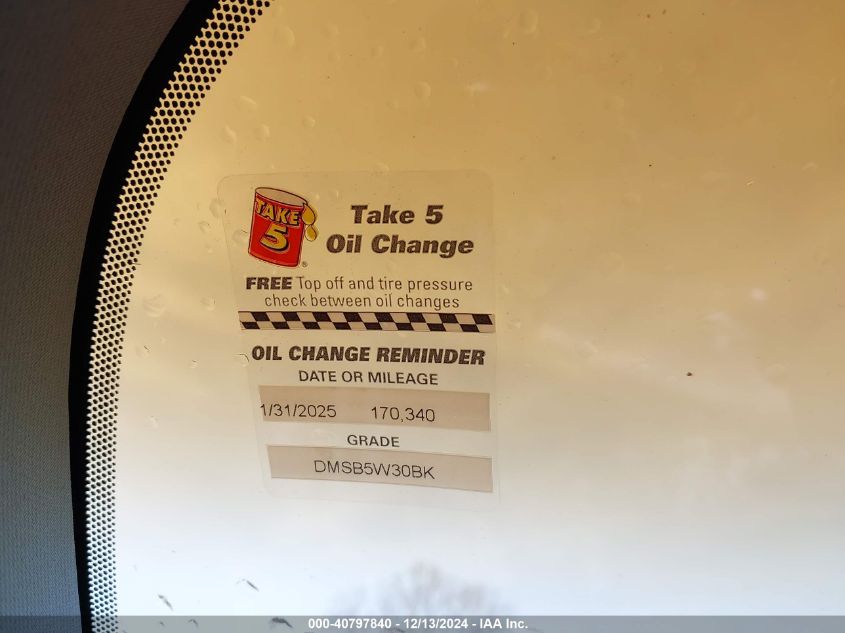 TAKE
5
Take 5
Oil Change
FREE Top off and tire pressure
check between oil changes
OIL CHANGE REMINDER
DATE OR MILEAGE
1/31/2025 170,340
GRADE
DMSB5W30BK
000-40797840 - 12/13/2024 - IAA Inc.